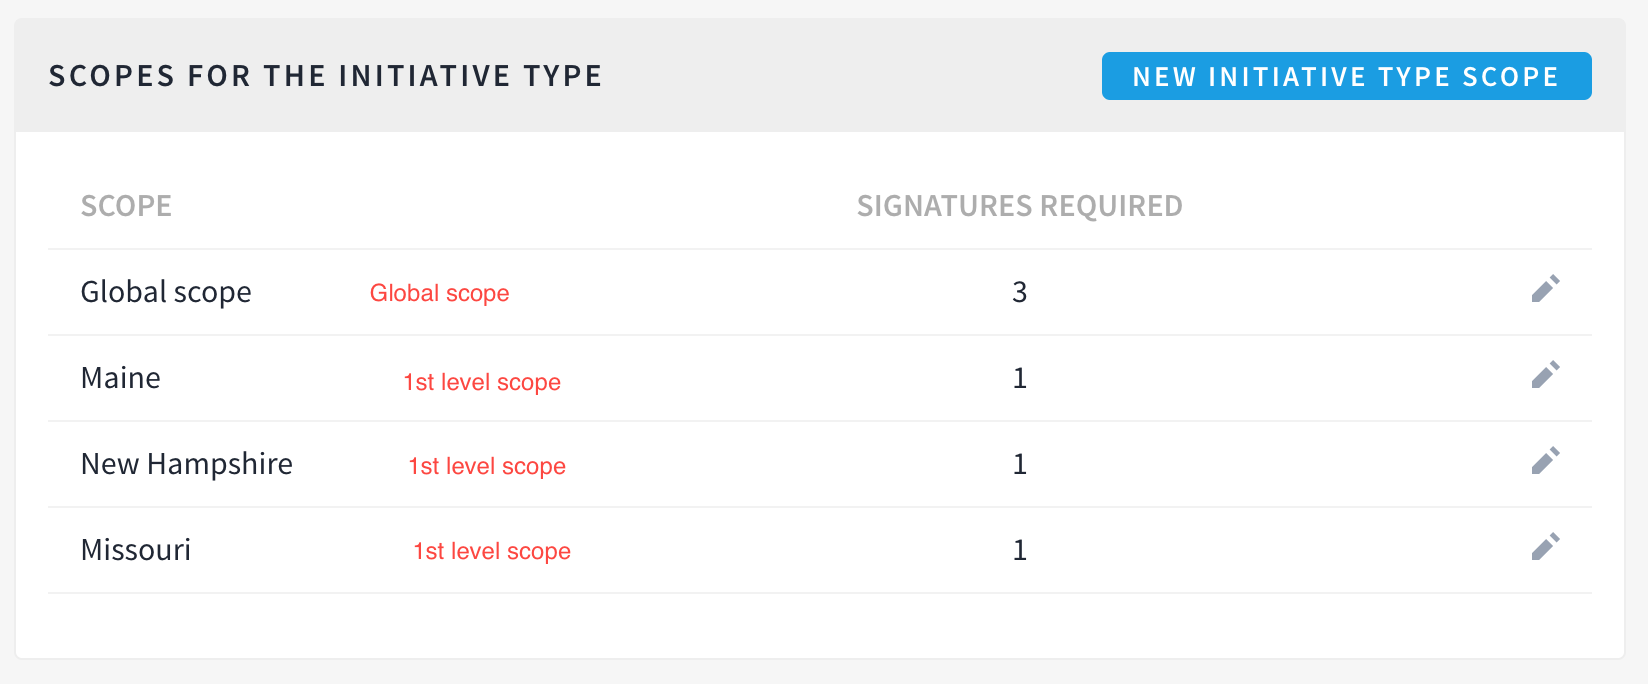 SCOPES FOR THE INITIATIVE TYPE NEW INITIATIVE TYPE SCOPE
SCOPE SIGNATURES REQUIRED
Global scope Global scope 3
Maine 1st level scope 1
New Hampshire 1st level scope 1
Missouri 1st level scope 1